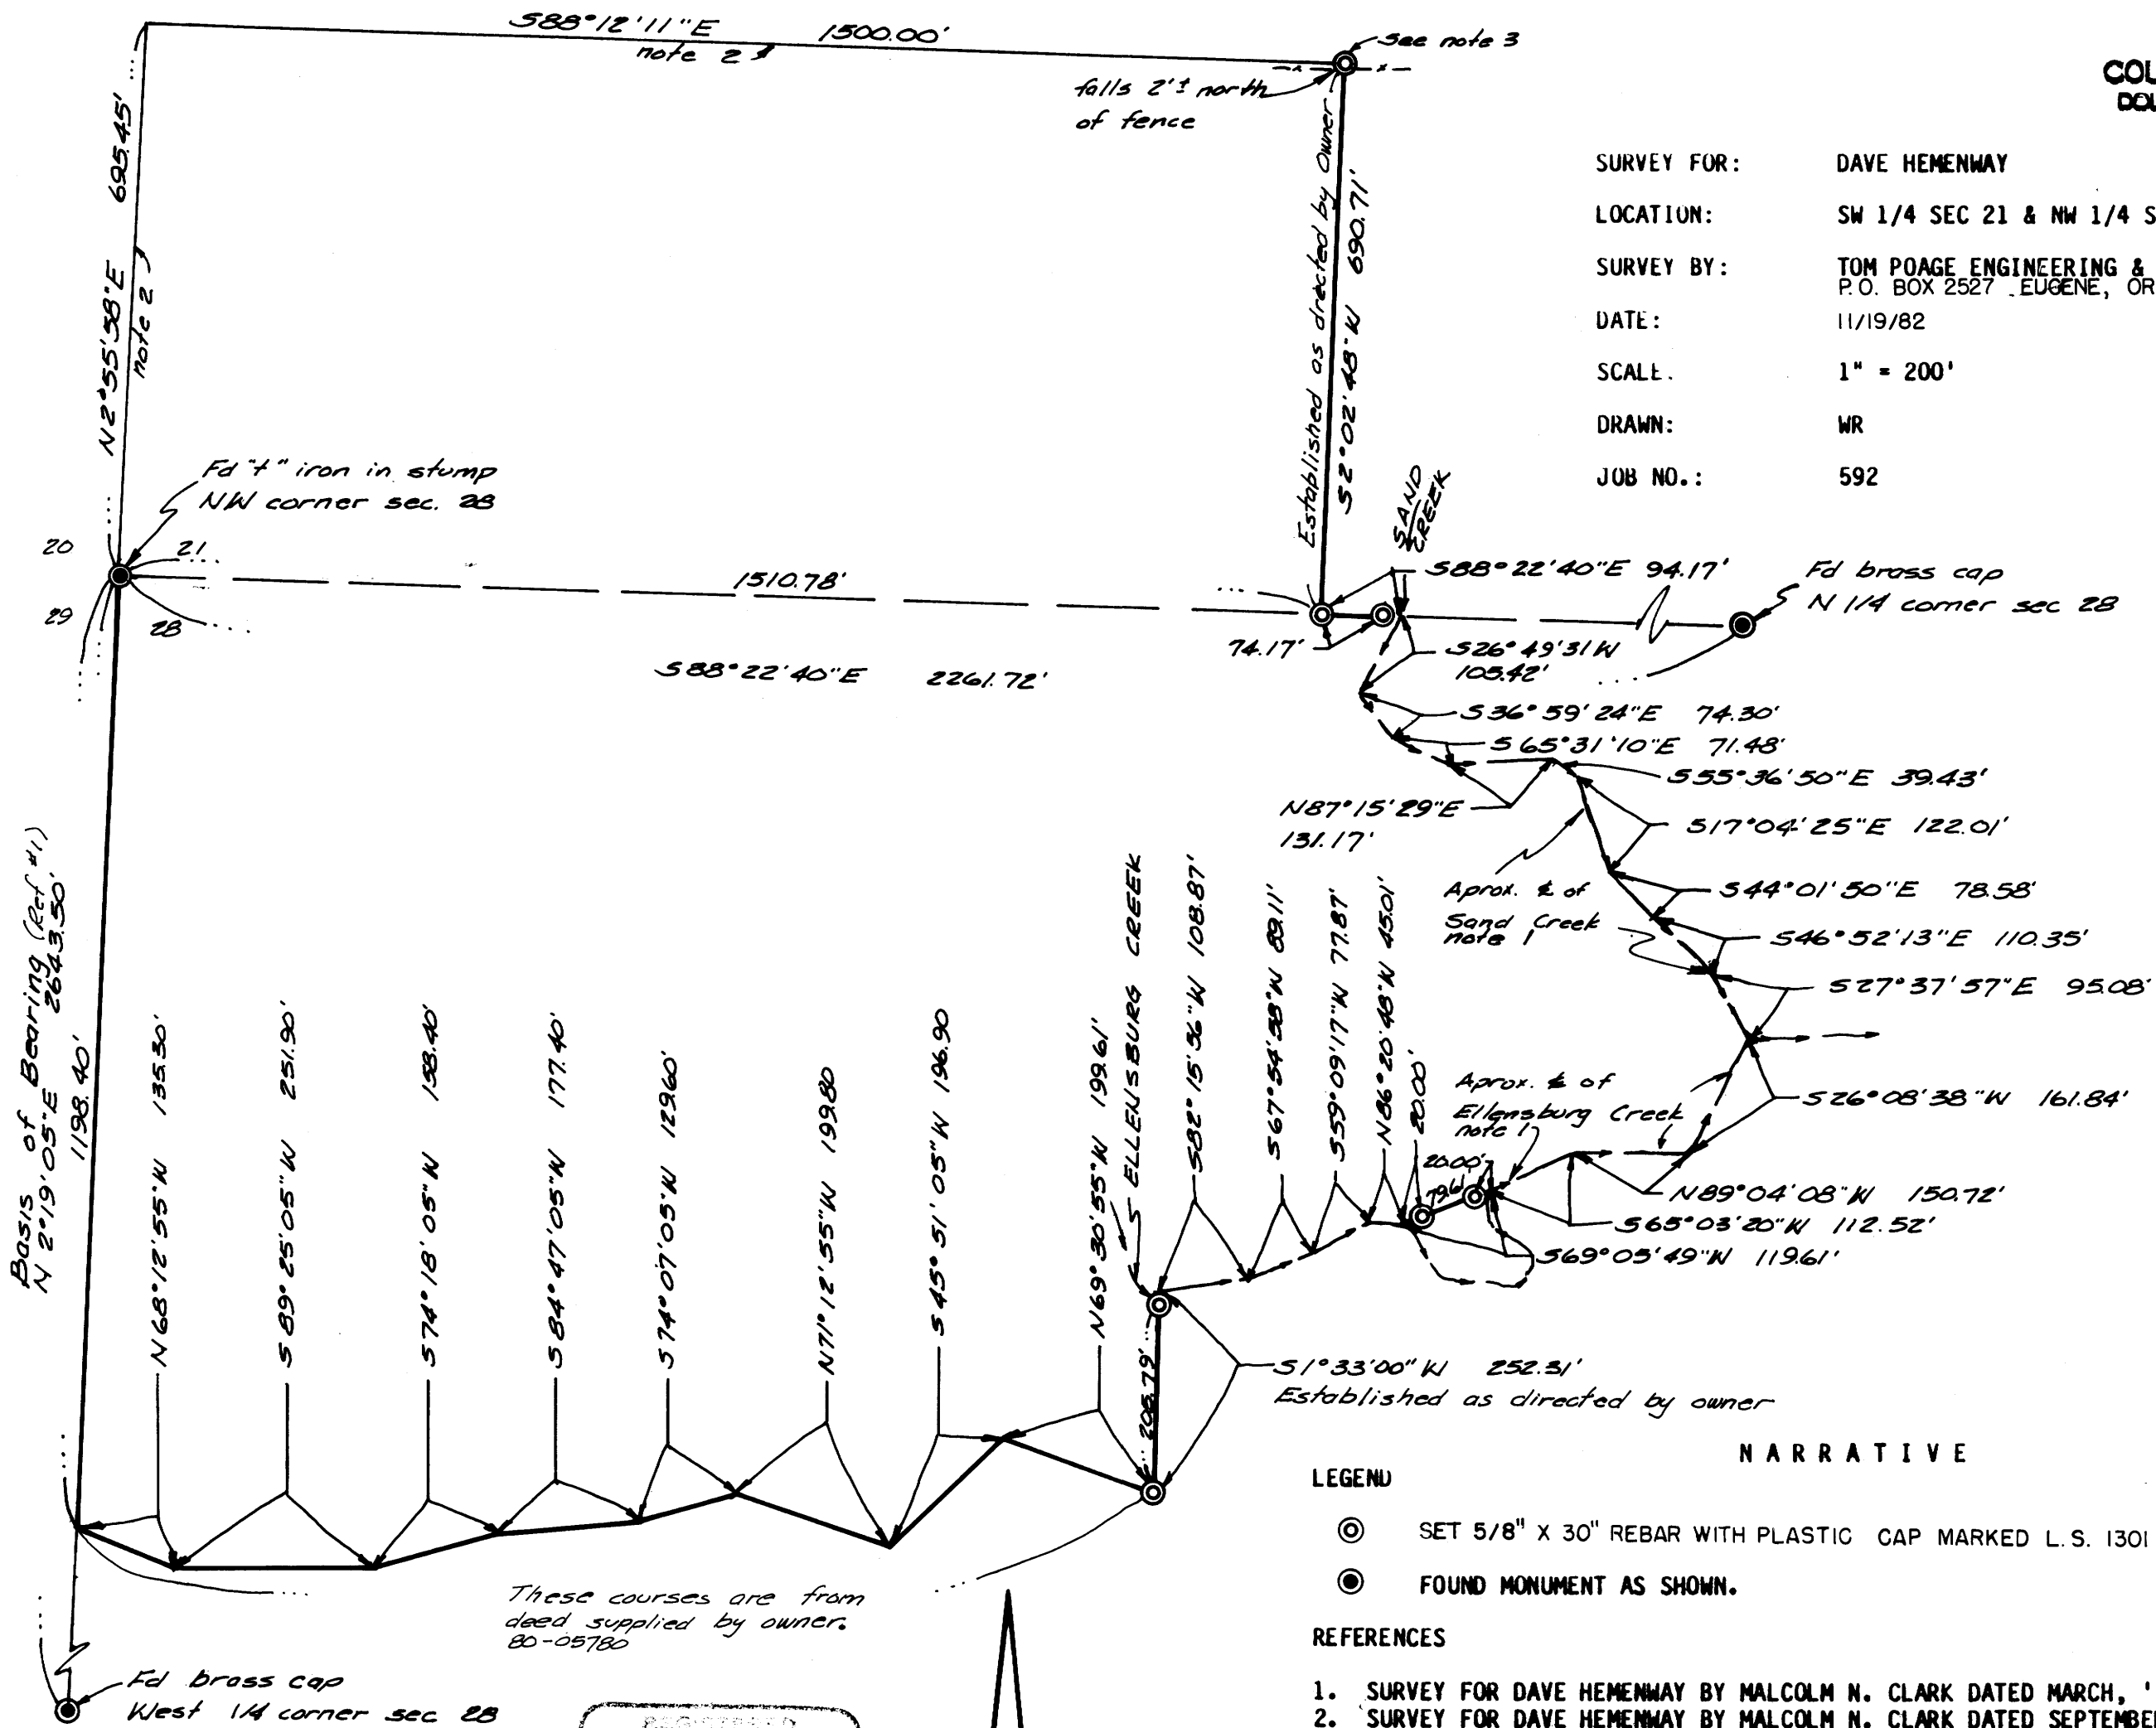 S88°12'11"E 1500.00'
note 2
See note 3
falls 2'± north
of fence
N2°55'58"E 695.45'
note 2
Established as drected by Owner
S2°02'48"W 690.71'
SURVEY FOR: DAVE HEMENWAY
LOCATION: SW 1/4 SEC 21 & NW 1/4 S
SURVEY BY: TOM POAGE ENGINEERING &
P.O. BOX 2527 EUGENE, OR
DATE: 11/19/82
SCALE. 1" = 200'
DRAWN: WR
JOB NO.: 592
Fd "t" iron in stump
NW corner sec. 28
20
21
29
28
1510.78'
S88°22'40"E 2261.72'
SAND
CREEK
S88°22'40"E 94.17'
Fd brass cap
N 1/4 corner sec 28
74.17'
S26°49'31W
105.42'
S36°59'24"E 74.30'
S65°31'10"E 71.48'
S55°36'50"E 39.43'
N87°15'29"E
131.17'
S17°04'25"E 122.01'
Aprox. ℄ of
Sand Creek
note 1
S44°01'50"E 78.58'
S46°52'13"E 110.35'
S27°37'57"E 95.08'
S26°08'38"W 161.84'
Aprox. ℄ of
Ellensburg Creek
note 1
N89°04'08"W 150.72'
S65°03'20"W 112.52'
S69°05'49"W 119.61'
20.00'
79.61
20.00'
N86°20'48"W 45.01'
S59°09'17"W 77.87'
S67°54'58"W 89.11'
S82°15'56"W 108.87'
ELLENSBURG CREEK
N69°30'55"W 199.61'
S45°51'05"W 196.90
N71°12'55"W 199.80
S74°07'05"W 129.60'
S84°47'05"W 177.40'
S74°18'05"W 158.40'
S89°25'05"W 251.90'
N68°12'55"W 135.30'
Basis of Bearing (Ref #1)
N 2°19'05"E 2643.50'
1198.40'
S1°33'00"W 252.31'
Established as directed by owner
These courses are from
deed supplied by owner.
80-05780
Fd brass cap
West 1/4 corner sec 28
REGISTERED
NARRATIVE
LEGEND
SET 5/8" X 30" REBAR WITH PLASTIC CAP MARKED L.S. 1301
FOUND MONUMENT AS SHOWN.
REFERENCES
1. SURVEY FOR DAVE HEMENWAY BY MALCOLM N. CLARK DATED MARCH, '
2. SURVEY FOR DAVE HEMENWAY BY MALCOLM N. CLARK DATED SEPTEMBE